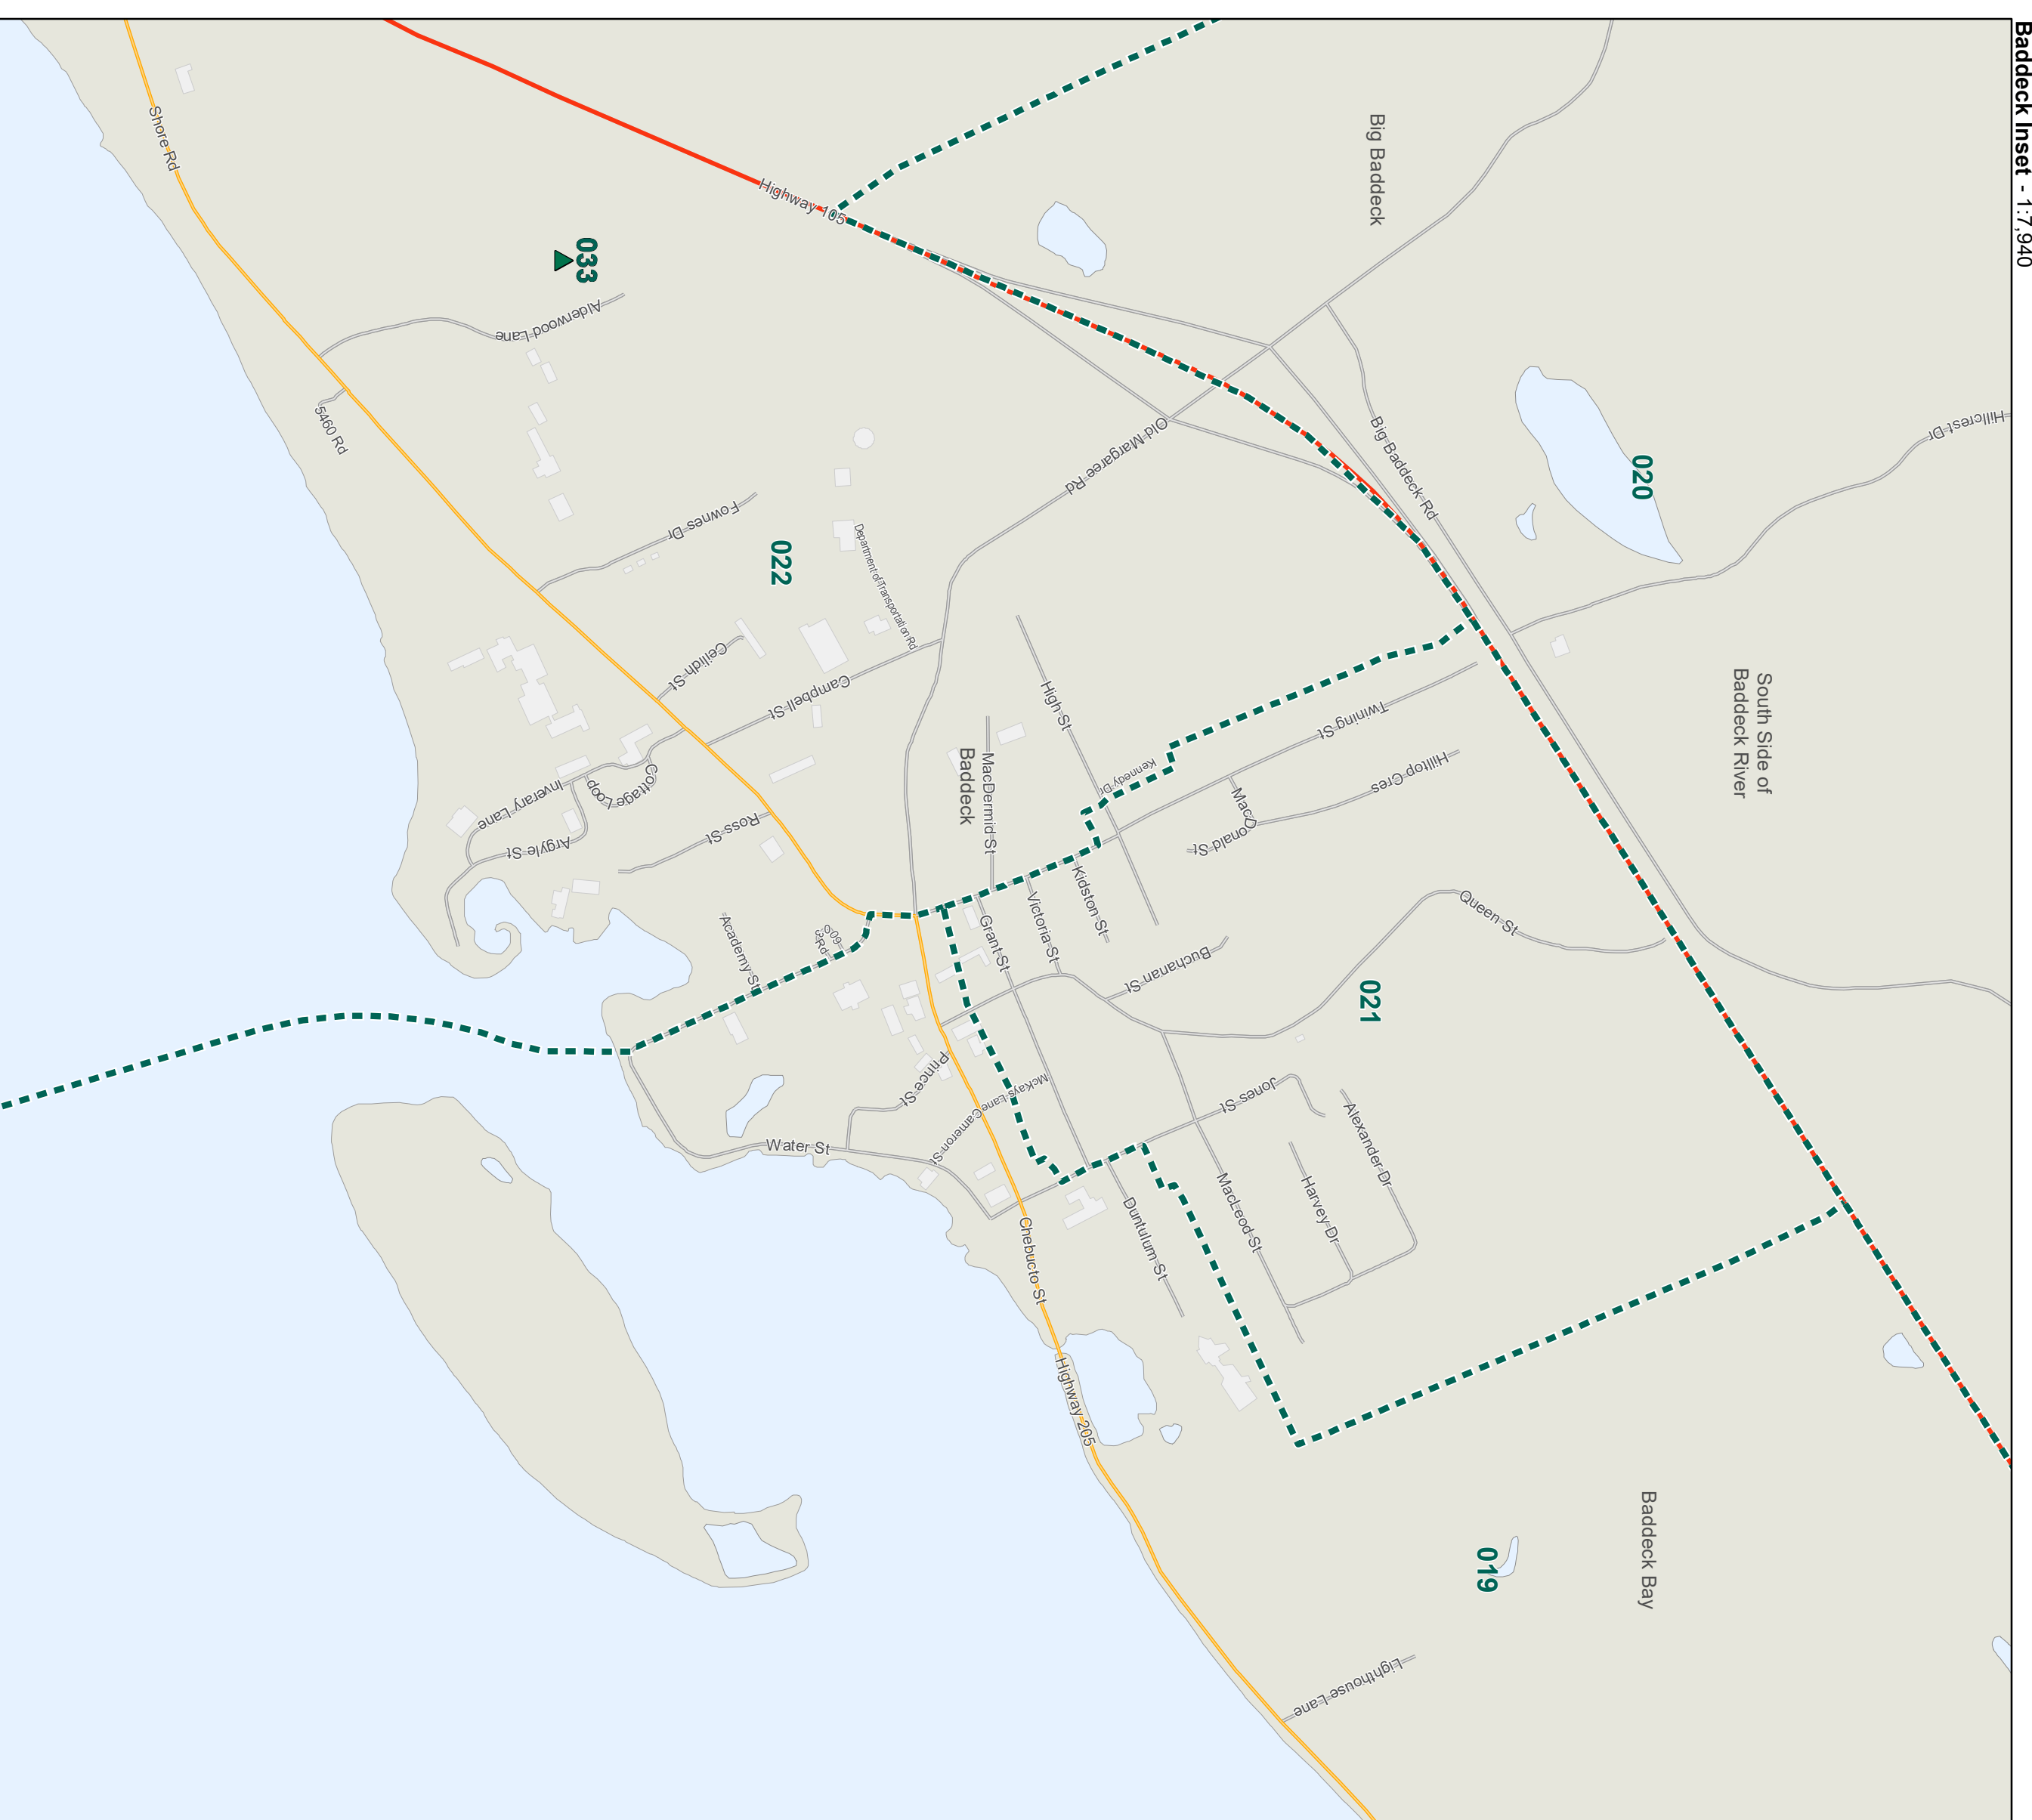 Baddeck Inset - 1:7,940
Big Baddeck
Shore Rd
Highway 105
033
Alderwood Lane
5460 Rd
Old Margaree Rd
Big Baddeck Rd
020
Hillcrest Dr
Fownes Dr
022
Department of Transportation Rd
South Side of
Baddeck River
Ceilidh St
Campbell St
High St
Twining St
Hilltop Cres
Kennedy Dr
MacDermid St
Baddeck
MacDonald St
Cottage Loop
Inverary Lane
Argyle St
Ross St
Kidston St
Victoria St
Grant St
Queen St
Academy St
Buchanan St
021
Prince St
McKays Lane
Cameron St
Jones St
Alexander Dr
Water St
MacLeod St
Harvey Dr
Duntulum St
Chebucto St
Highway 205
Baddeck Bay
019
Lighthouse Lane